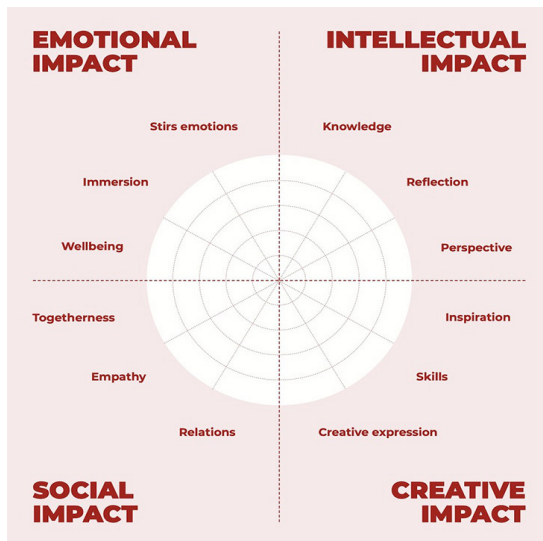 EMOTIONAL
IMPACT
INTELLECTUAL
IMPACT
Stirs emotions
Knowledge
Immersion
Reflection
Wellbeing
Perspective
Togetherness
Inspiration
Empathy
Skills
Relations
Creative expression
SOCIAL
IMPACT
CREATIVE
IMPACT